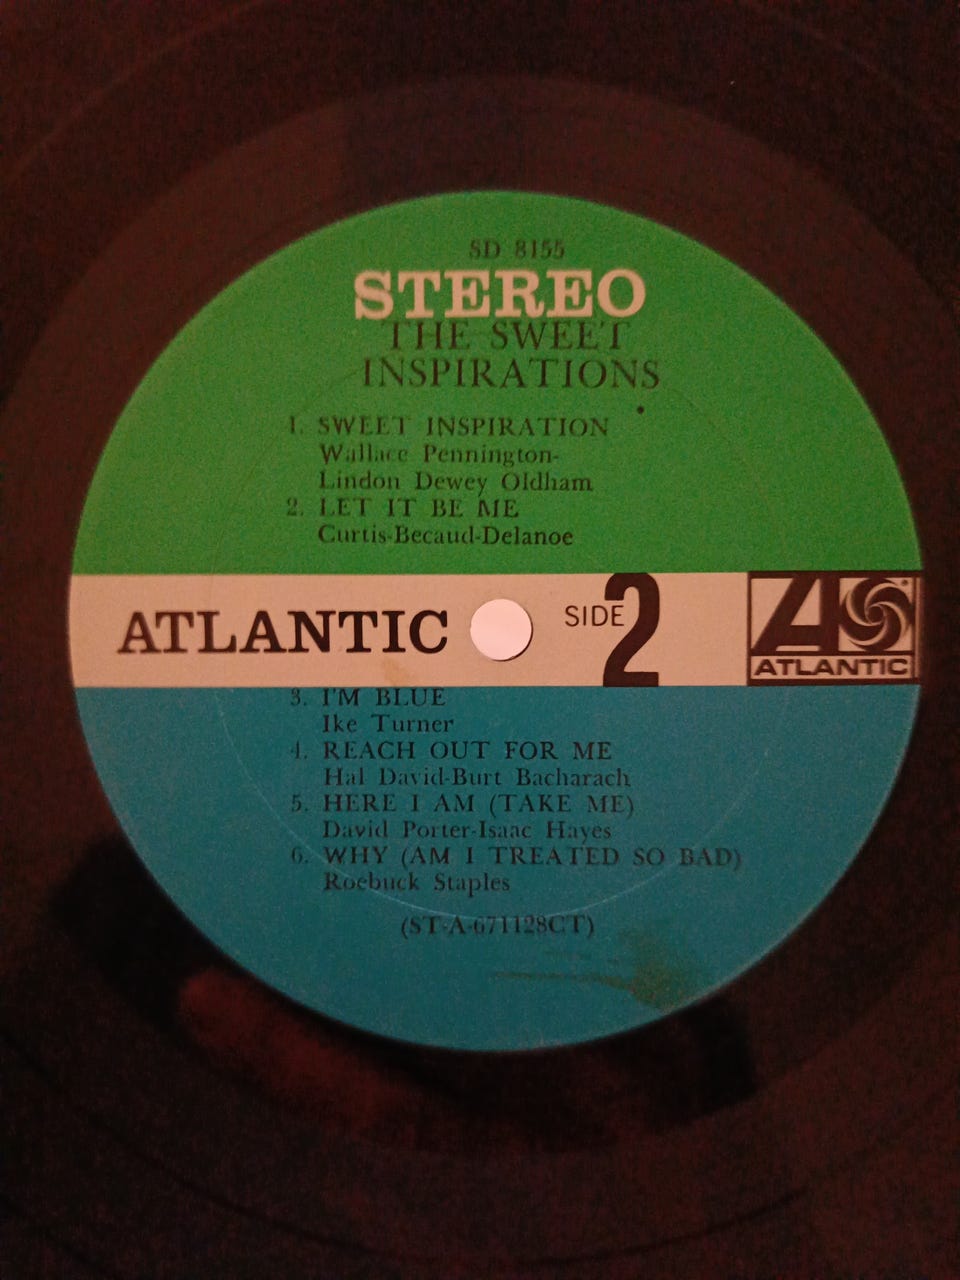 SD 8155
STEREO
THE SWEET
INSPIRATIONS
1. SWEET INSPIRATION
Wallace Pennington-
Lindon Dewey Oldham
2. LET IT BE ME
Curtis-Becaud-Delanoe
ATLANTIC SIDE 2 A ATLANTIC
3. I'M BLUE
Ike Turner
4. REACH OUT FOR ME
Hal David-Burt Bacharach
5. HERE I AM (TAKE ME)
David Porter-Isaac Hayes
6. WHY (AM I TREATED SO BAD)
Roebuck Staples
(ST-A-671128CT)